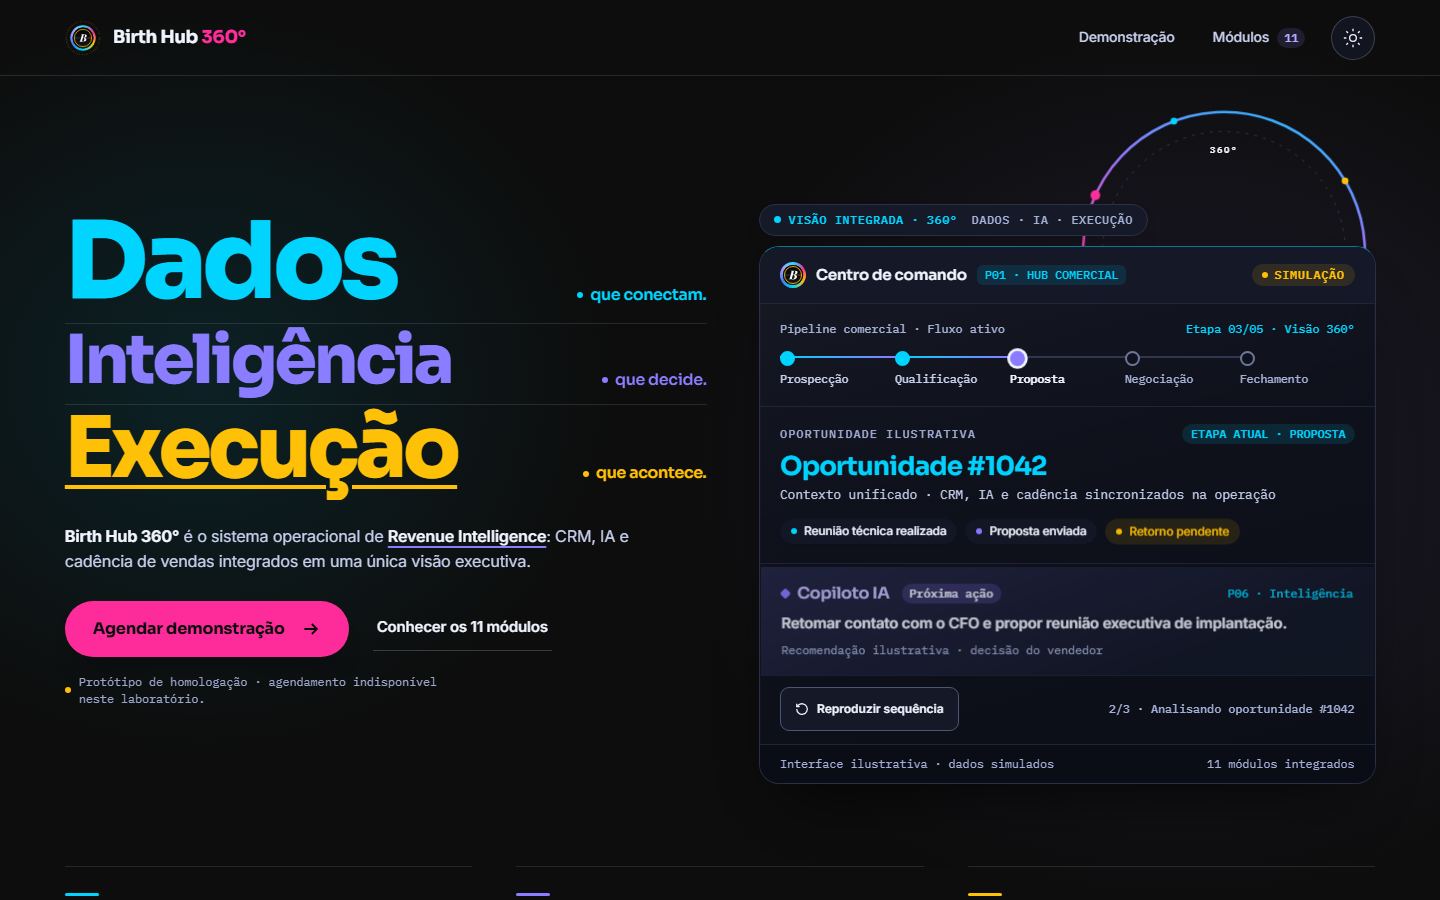 B
Birth Hub 360°
Demonstração
Módulos 11
360°
Dados
que conectam.
Inteligência
que decide.
Execução
que acontece.
Birth Hub 360° é o sistema operacional de Revenue Intelligence: CRM, IA e
cadência de vendas integrados em uma única visão executiva.
Agendar demonstração →
Conhecer os 11 módulos
Protótipo de homologação · agendamento indisponível
neste laboratório.
VISÃO INTEGRADA · 360° DADOS · IA · EXECUÇÃO
B
Centro de comando
P01 · HUB COMERCIAL
SIMULAÇÃO
Pipeline comercial · Fluxo ativo
Etapa 03/05 · Visão 360°
Prospecção
Qualificação
Proposta
Negociação
Fechamento
OPORTUNIDADE ILUSTRATIVA
ETAPA ATUAL · PROPOSTA
Oportunidade #1042
Contexto unificado · CRM, IA e cadência sincronizados na operação
Reunião técnica realizada
Proposta enviada
Retorno pendente
Copiloto IA
Próxima ação
P06 · Inteligência
Retomar contato com o CFO e propor reunião executiva de implantação.
Recomendação ilustrativa · decisão do vendedor
Reproduzir sequência
2/3 · Analisando oportunidade #1042
Interface ilustrativa · dados simulados
11 módulos integrados